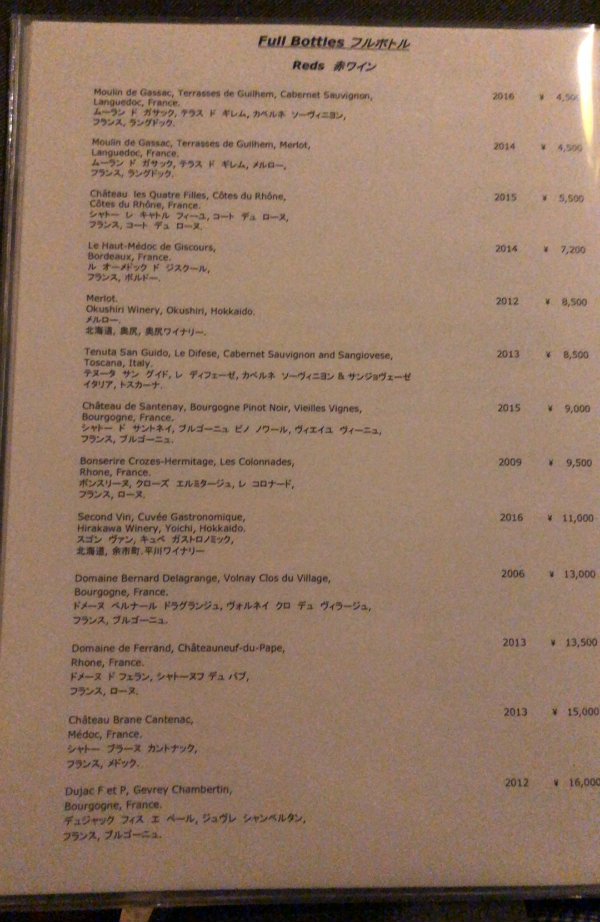 Full Bottles フルボトル
Reds 赤ワイン
Moulin de Gassac, Terrasses de Guilhem, Cabernet Sauvignon, 2016 ¥ 4,500
Languedoc, France.
ムーラン ド ガサック, テラス ド ギレム, カベルネ ソーヴィニヨン,
フランス, ラングドック.
Moulin de Gassac, Terrasses de Guilhem, Merlot, 2014 ¥ 4,500
Languedoc, France.
ムーラン ド ガサック, テラス ド ギレム, メルロー,
フランス, ラングドック.
Château les Quatre Filles, Côtes du Rhône, 2015 ¥ 5,500
Côtes du Rhône, France.
シャトー レ キャトル フィーユ, コート デュ ローヌ,
フランス, コート デュ ローヌ.
Le Haut-Médoc de Giscours, 2014 ¥ 7,200
Bordeaux, France.
ル オーメドック ド ジスクール,
フランス, ボルドー.
Merlot. 2012 ¥ 8,500
Okushiri Winery, Okushiri, Hokkaido.
メルロー.
北海道, 奥尻, 奥尻ワイナリー.
Tenuta San Guido, Le Difese, Cabernet Sauvignon and Sangiovese, 2013 ¥ 8,500
Toscana, Italy.
テヌータ サン グイド, レ ディフェーゼ, カベルネ ソーヴィニヨン & サンジョヴェーゼ
イタリア, トスカーナ.
Château de Santenay, Bourgogne Pinot Noir, Vieilles Vignes, 2015 ¥ 9,000
Bourgogne, France.
シャトー ド サントネイ, ブルゴーニュ ピノ ノワール, ヴィエイユ ヴィーニュ,
フランス, ブルゴーニュ.
Bonserire Crozes-Hermitage, Les Colonnades, 2009 ¥ 9,500
Rhone, France.
ボンスリーヌ, クローズ エルミタージュ, レ コロナード,
フランス, ローヌ.
Second Vin, Cuvée Gastronomique, 2016 ¥ 11,000
Hirakawa Winery, Yoichi, Hokkaido.
スゴン ヴァン, キュベ ガストロノミック,
北海道, 余市町. 平川ワイナリー
Domaine Bernard Delagrange, Volnay Clos du Village, 2006 ¥ 13,000
Bourgogne, France.
ドメーヌ ベルナール ドラグランジュ, ヴォルネイ クロ デュ ヴィラージュ,
フランス, ブルゴーニュ.
Domaine de Ferrand, Châteauneuf-du-Pape, 2013 ¥ 13,500
Rhone, France.
ドメーヌ ド フェラン, シャトーヌフ デュ パプ,
フランス, ローヌ.
Château Brane Cantenac, 2013 ¥ 15,000
Médoc, France.
シャトー ブラーヌ カントナック,
フランス, メドック.
Dujac F et P, Gevrey Chambertin, 2012 ¥ 16,000
Bourgogne, France.
デュジャック フィス エ ペール, ジュヴレ シャンベルタン,
フランス, ブルゴーニュ.